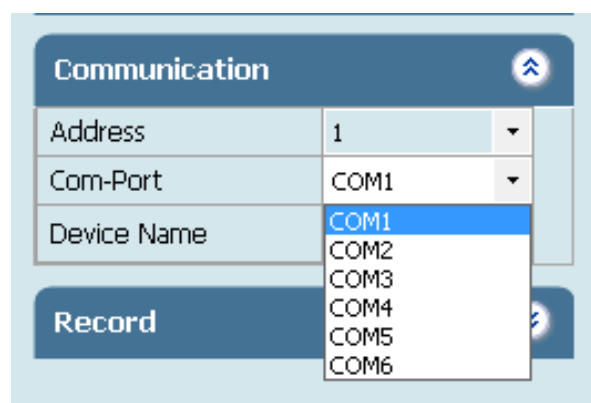 Communication
Address 1
Com-Port COM1
Device Name
COM1
COM2
COM3
Record
COM4
COM5
COM6